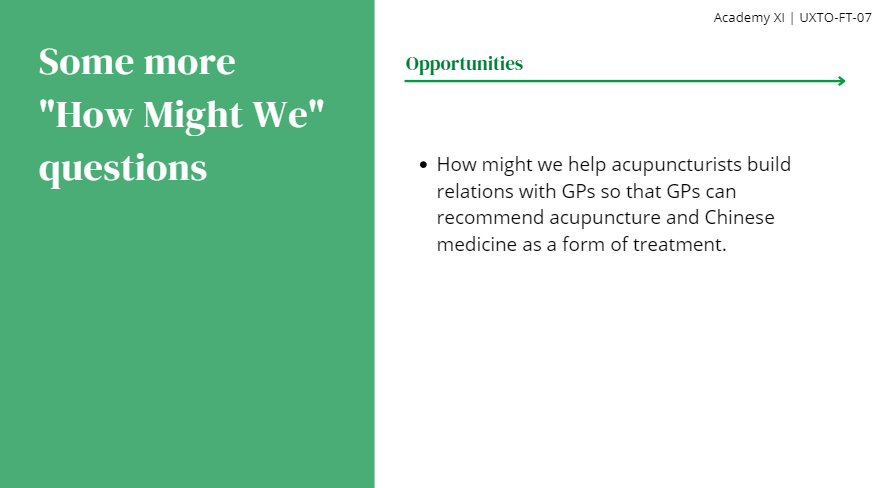 Academy XI | UXTO-FT-07
Some more
"How Might We"
questions
Opportunities
• How might we help acupuncturists build
relations with GPs so that GPs can
recommend acupuncture and Chinese
medicine as a form of treatment.